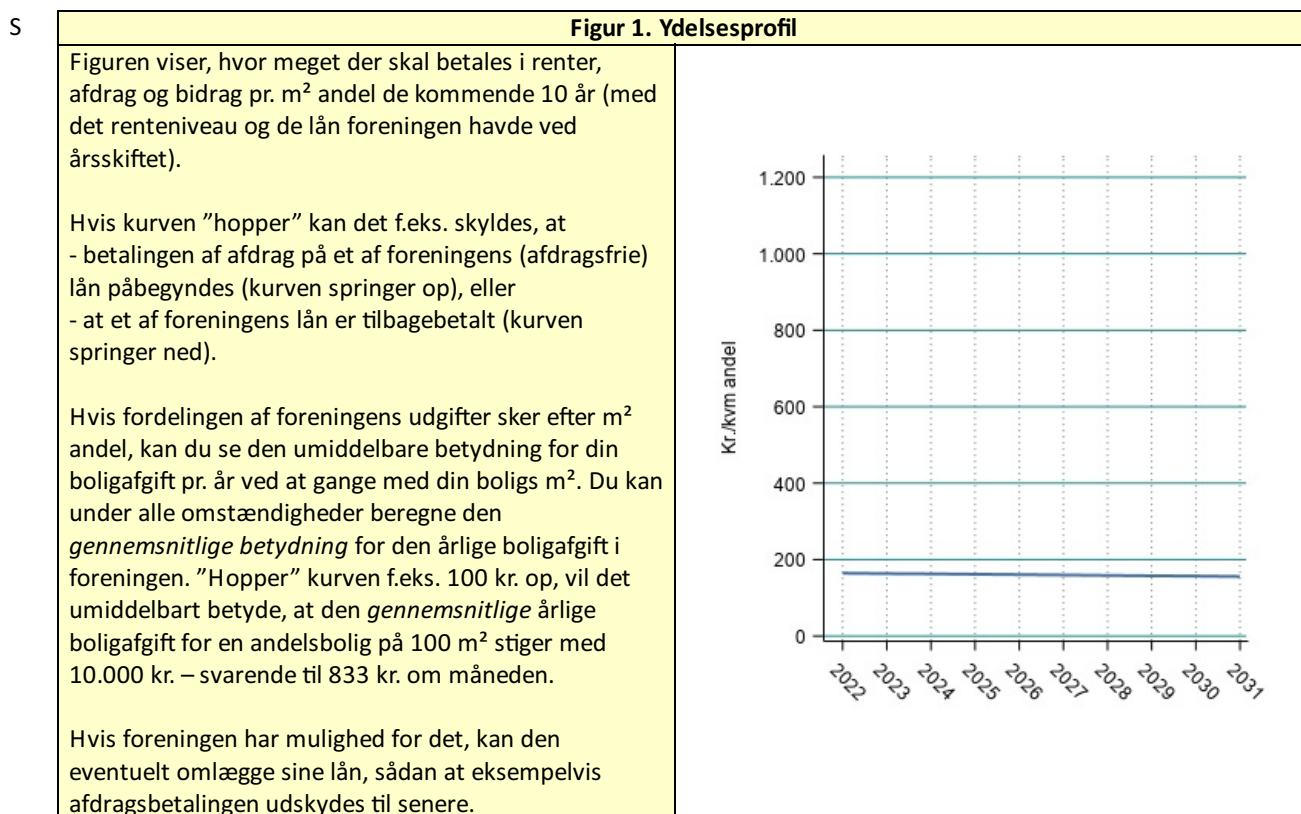 S
Figur 1. Ydelsesprofil
Figuren viser, hvor meget der skal betales i renter,
afdrag og bidrag pr. m² andel de kommende 10 år (med
det renteniveau og de lån foreningen havde ved
årsskiftet).
Hvis kurven ”hopper” kan det f.eks. skyldes, at
- betalingen af afdrag på et af foreningens (afdragsfrie)
lån påbegyndes (kurven springer op), eller
- at et af foreningens lån er tilbagebetalt (kurven
springer ned).
Hvis fordelingen af foreningens udgifter sker efter m²
andel, kan du se den umiddelbare betydning for din
boligafgift pr. år ved at gange med din boligs m². Du kan
under alle omstændigheder beregne den
gennemsnitlige betydning for den årlige boligafgift i
foreningen. ”Hopper” kurven f.eks. 100 kr. op, vil det
umiddelbart betyde, at den gennemsnitlige årlige
boligafgift for en andelsbolig på 100 m² stiger med
10.000 kr. – svarende til 833 kr. om måneden.
Hvis foreningen har mulighed for det, kan den
eventuelt omlægge sine lån, sådan at eksempelvis
afdragsbetalingen udskydes til senere.
Kr./kvm andel
1.200
1.000
800
600
400
200
0
2022 2023 2024 2025 2026 2027 2028 2029 2030 2031